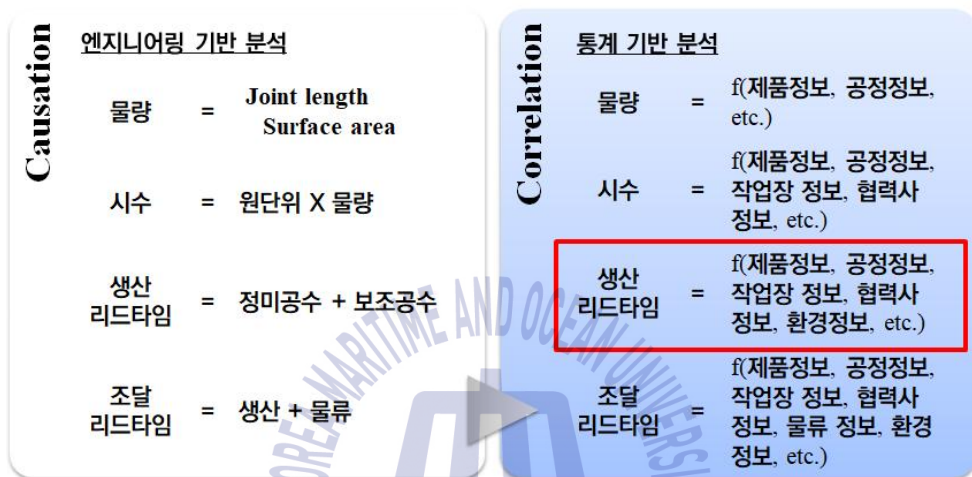 Causation
엔지니어링 기반 분석
물량 = Joint length
Surface area
시수 = 원단위 X 물량
생산
리드타임 = 정미공수 + 보조공수
조달
리드타임 = 생산 + 물류
Correlation
통계 기반 분석
물량 = f(제품정보, 공정정보,
etc.)
시수 = f(제품정보, 공정정보,
작업장 정보, 협력사
정보, etc.)
생산
리드타임 = f(제품정보, 공정정보,
작업장 정보, 협력사
정보, 환경정보, etc.)
조달
리드타임 = f(제품정보, 공정정보,
작업장 정보, 협력사
정보, 물류 정보, 환경
정보, etc.)
KOREA MARITIME AND OCEAN UNIVERSI